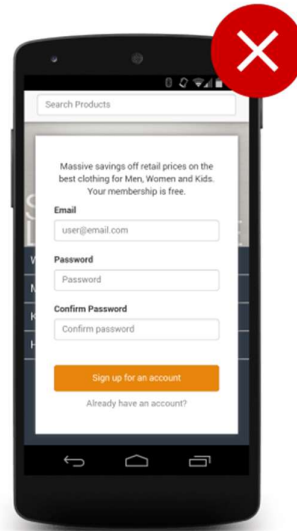 Search Products
Massive savings off retail prices on the
best clothing for Men, Women and Kids.
Your membership is free.
Email
user@email.com
Password
Password
Confirm Password
Confirm password
Sign up for an account
Already have an account?